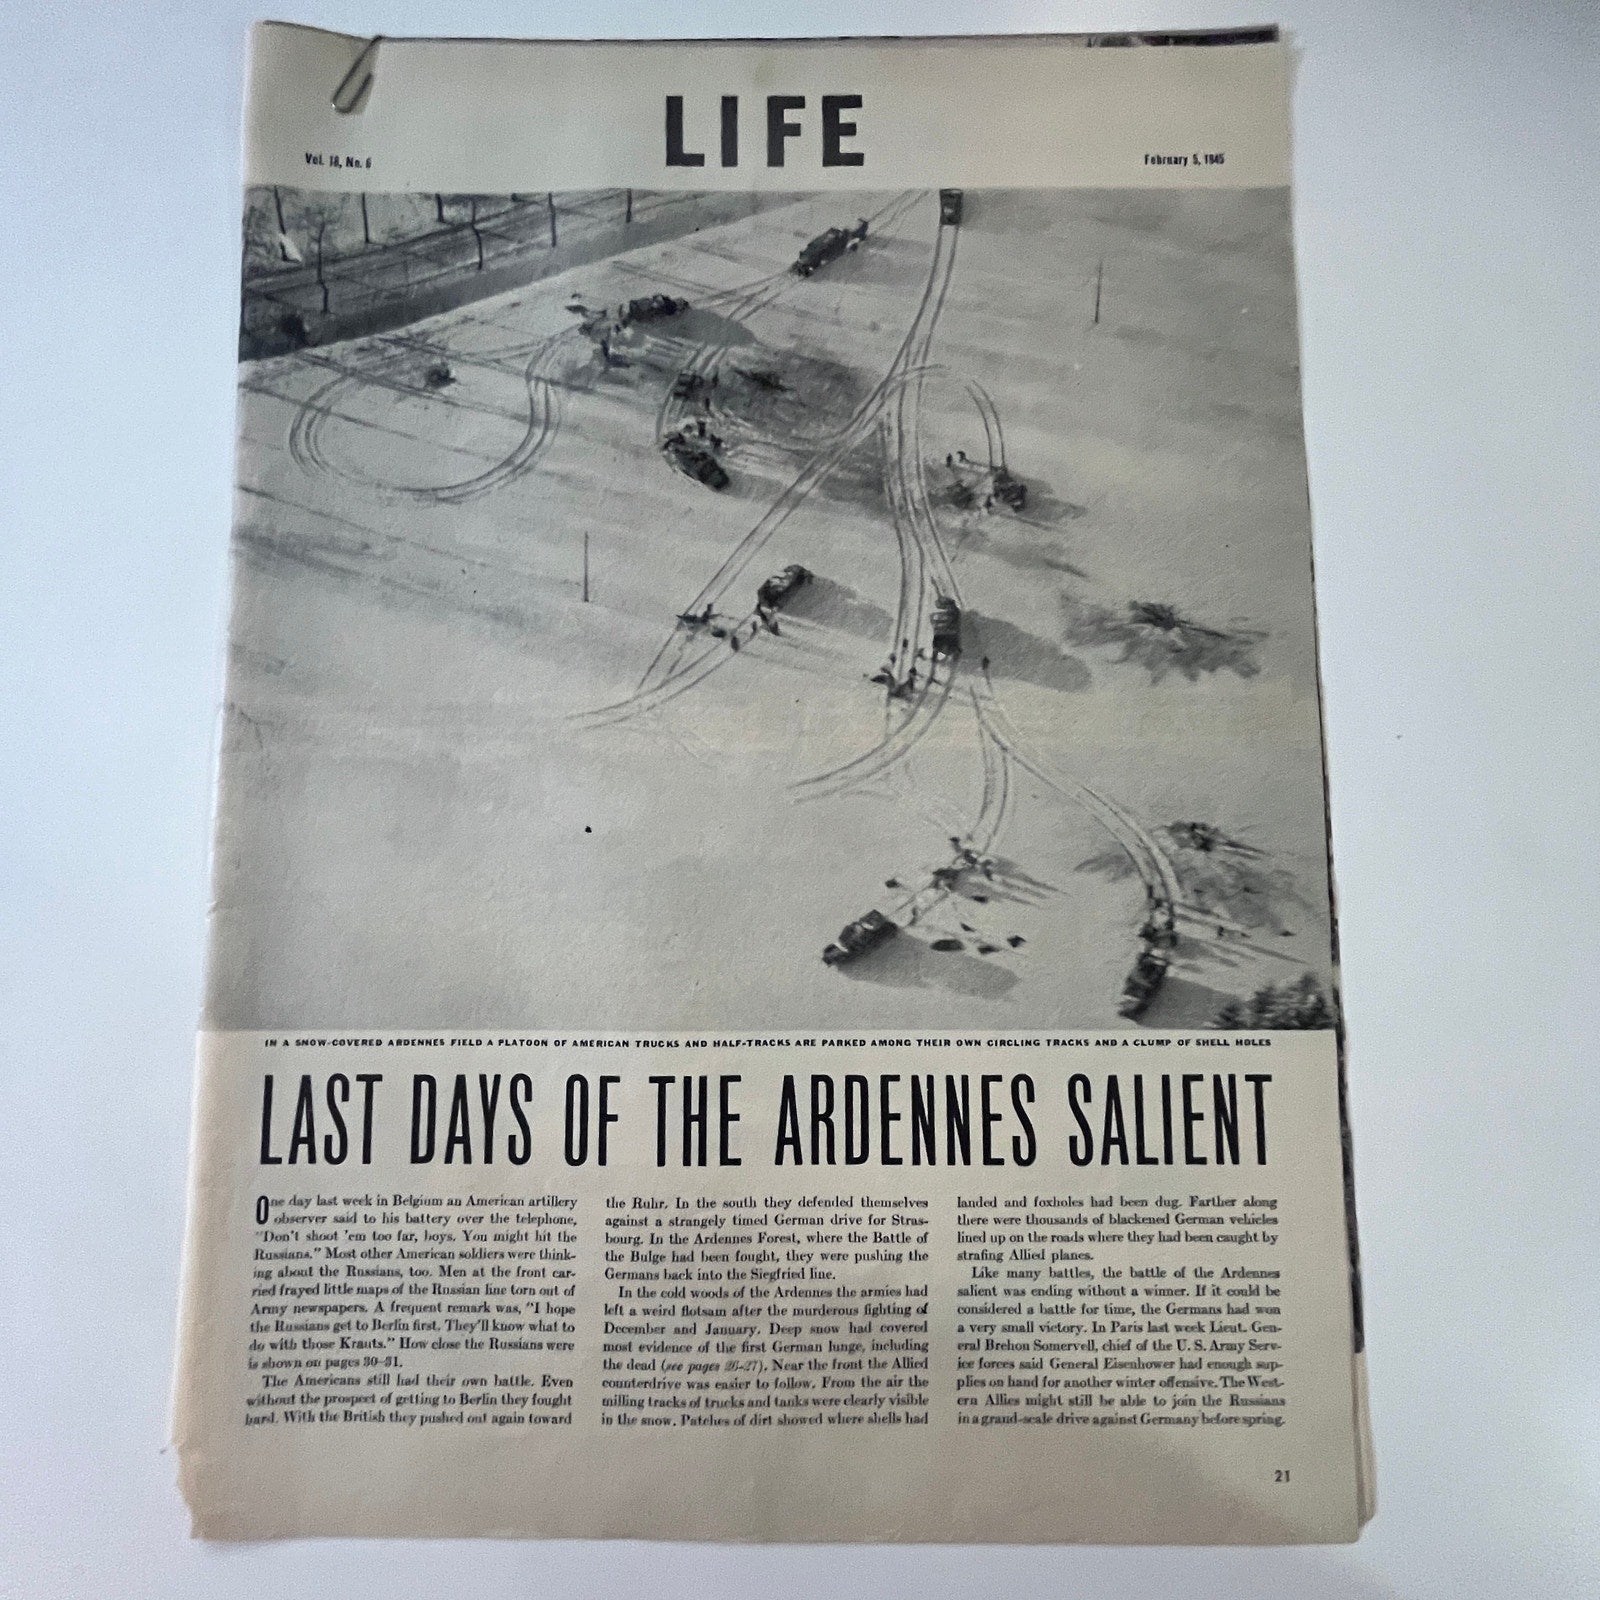 LIFE
Vol. 18, No. 6
February 5, 1945
IN A SNOW-COVERED ARDENNES FIELD A PLATOON OF AMERICAN TRUCKS AND HALF-TRACKS ARE PARKED AMONG THEIR OWN CIRCLING TRACKS AND A CLUMP OF SHELL HOLES
LAST DAYS OF THE ARDENNES SALIENT
One day last week in Belgium an American artillery
observer said to his battery over the telephone,
"Don't shoot 'em too far, boys. You might hit the
Russians." Most other American soldiers were think-
ing about the Russians, too. Men at the front car-
ried frayed little maps of the Russian line torn out of
Army newspapers. A frequent remark was, "I hope
the Russians get to Berlin first. They'll know what to
do with those Krauts." How close the Russians were
is shown on pages 30-31.
The Americans still had their own battle. Even
without the prospect of getting to Berlin they fought
hard. With the British they pushed out again toward
the Ruhr. In the south they defended themselves
against a strangely timed German drive for Stras-
bourg. In the Ardennes Forest, where the Battle of
the Bulge had been fought, they were pushing the
Germans back into the Siegfried line.
In the cold woods of the Ardennes the armies had
left a weird flotsam after the murderous fighting of
December and January. Deep snow had covered
most evidence of the first German lunge, including
the dead (see pages 26-27). Near the front the Allied
counterdrive was easier to follow. From the air the
milling tracks of trucks and tanks were clearly visible
in the snow. Patches of dirt showed where shells had
landed and foxholes had been dug. Farther along
there were thousands of blackened German vehicles
lined up on the roads where they had been caught by
strafing Allied planes.
Like many battles, the battle of the Ardennes
salient was ending without a winner. If it could be
considered a battle for time, the Germans had won
a very small victory. In Paris last week Lieut. Gen-
eral Brehon Somervell, chief of the U. S. Army Serv-
ice forces said General Eisenhower had enough sup-
plies on hand for another winter offensive. The West-
ern Allies might still be able to join the Russians
in a grand-scale drive against Germany before spring.
21